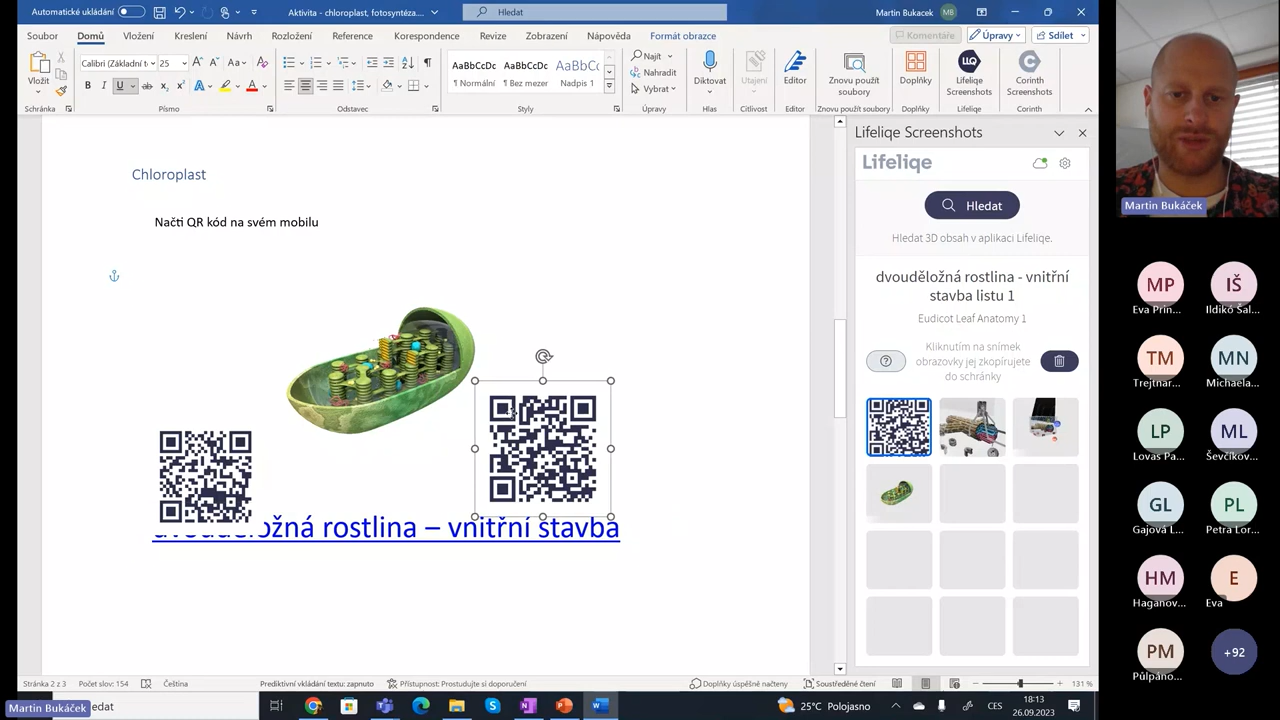 Automatické ukládání
Aktivita - chloroplast, fotosyntéza....
Hledat
Martin Bukacek
MB
Soubor
Domů
Vložení
Kreslení
Návrh
Rozložení
Reference
Korespondence
Revize
Zobrazení
Nápověda
Formát obrazce
Komentáře
Úpravy
Sdílet
Vložit
Calibri (Základní t
25
AaBbCcDc
¶ Normální
AaBbCcDc
¶ Bez mezer
AaBbCc
Nadpis 1
Najít
Nahradit
Vybrat
Diktovat
Utajení
Editor
Znovu použít
soubory
Doplňky
Lifeliqe
Screenshots
Corinth
Screenshots
Schránka
Písmo
Odstavec
Styly
Úpravy
Hlas
Citlivost
Editor
Znovu použít soubory
Doplňky
Lifeliqe
Corinth
Chloroplast
Načti QR kód na svém mobilu
rostlina – vnitřní stavba
Lifeliqe Screenshots
Lifeliqe
Hledat
Hledat 3D obsah v aplikaci Lifeliqe.
dvouděložná rostlina - vnitřní
stavba listu 1
Eudicot Leaf Anatomy 1
Kliknutím na snímek
obrazovky jej zkopírujete
do schránky
Martin Bukáček
MP
Eva Prin...
IŠ
Ildikó Šal...
TM
Trejtnar...
MN
Michaela...
LP
Lovas Pa...
ML
Ševčíkov...
GL
Gajová L...
PL
Petra Lor...
HM
Haganov...
E
Eva
PM
Půlpáno...
+92
Stránka 2 z 3
Počet slov: 154
Čeština
Prediktivní vkládání textu: zapnuto
Přístupnost: Prostudujte si doporučení
Doplňky úspěšně načteny
Soustředěné čtení
131 %
Martin Bukáček
ledat
25°C Polojasno
CES
18:13
26.09.2023